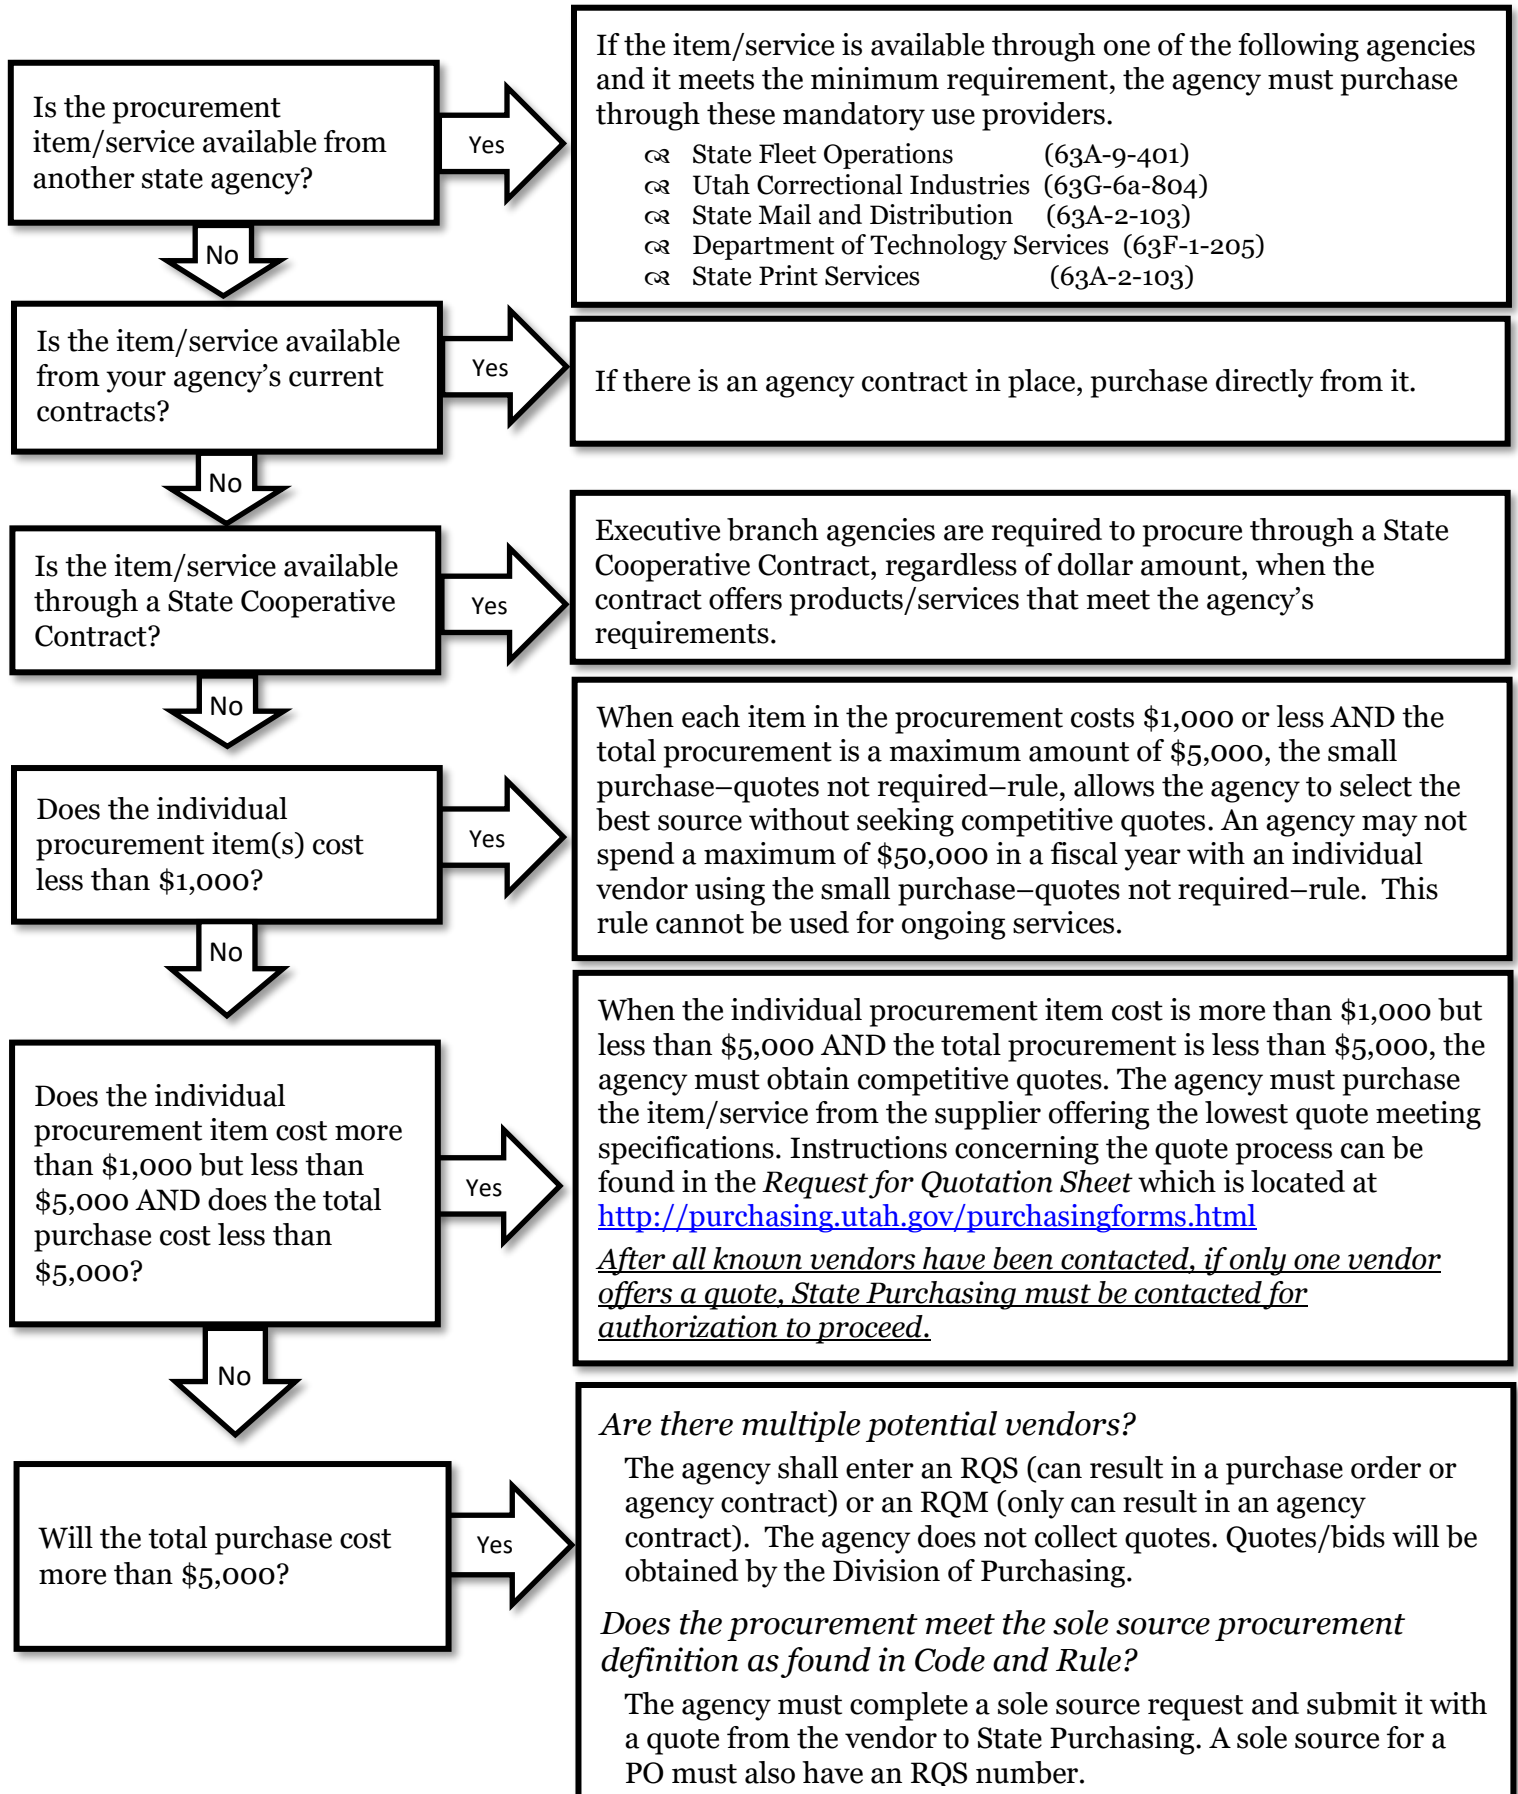 Is the procurement
item/service available from
another state agency?
Yes
If the item/service is available through one of the following agencies
and it meets the minimum requirement, the agency must purchase
through these mandatory use providers.
State Fleet Operations (63A-9-401)
Utah Correctional Industries (63G-6a-804)
State Mail and Distribution (63A-2-103)
Department of Technology Services (63F-1-205)
State Print Services (63A-2-103)
No
Is the item/service available
from your agency's current
contracts?
Yes
If there is an agency contract in place, purchase directly from it.
No
Is the item/service available
through a State Cooperative
Contract?
Yes
Executive branch agencies are required to procure through a State
Cooperative Contract, regardless of dollar amount, when the
contract offers products/services that meet the agency's
requirements.
No
Does the individual
procurement item(s) cost
less than $1,000?
Yes
When each item in the procurement costs $1,000 or less AND the
total procurement is a maximum amount of $5,000, the small
purchase–quotes not required–rule, allows the agency to select the
best source without seeking competitive quotes. An agency may not
spend a maximum of $50,000 in a fiscal year with an individual
vendor using the small purchase–quotes not required–rule. This
rule cannot be used for ongoing services.
No
Does the individual
procurement item cost more
than $1,000 but less than
$5,000 AND does the total
purchase cost less than
$5,000?
Yes
When the individual procurement item cost is more than $1,000 but
less than $5,000 AND the total procurement is less than $5,000, the
agency must obtain competitive quotes. The agency must purchase
the item/service from the supplier offering the lowest quote meeting
specifications. Instructions concerning the quote process can be
found in the Request for Quotation Sheet which is located at
http://purchasing.utah.gov/purchasingforms.html
After all known vendors have been contacted, if only one vendor
offers a quote, State Purchasing must be contacted for
authorization to proceed.
No
Will the total purchase cost
more than $5,000?
Yes
Are there multiple potential vendors?
The agency shall enter an RQS (can result in a purchase order or
agency contract) or an RQM (only can result in an agency
contract). The agency does not collect quotes. Quotes/bids will be
obtained by the Division of Purchasing.
Does the procurement meet the sole source procurement
definition as found in Code and Rule?
The agency must complete a sole source request and submit it with
a quote from the vendor to State Purchasing. A sole source for a
PO must also have an RQS number.